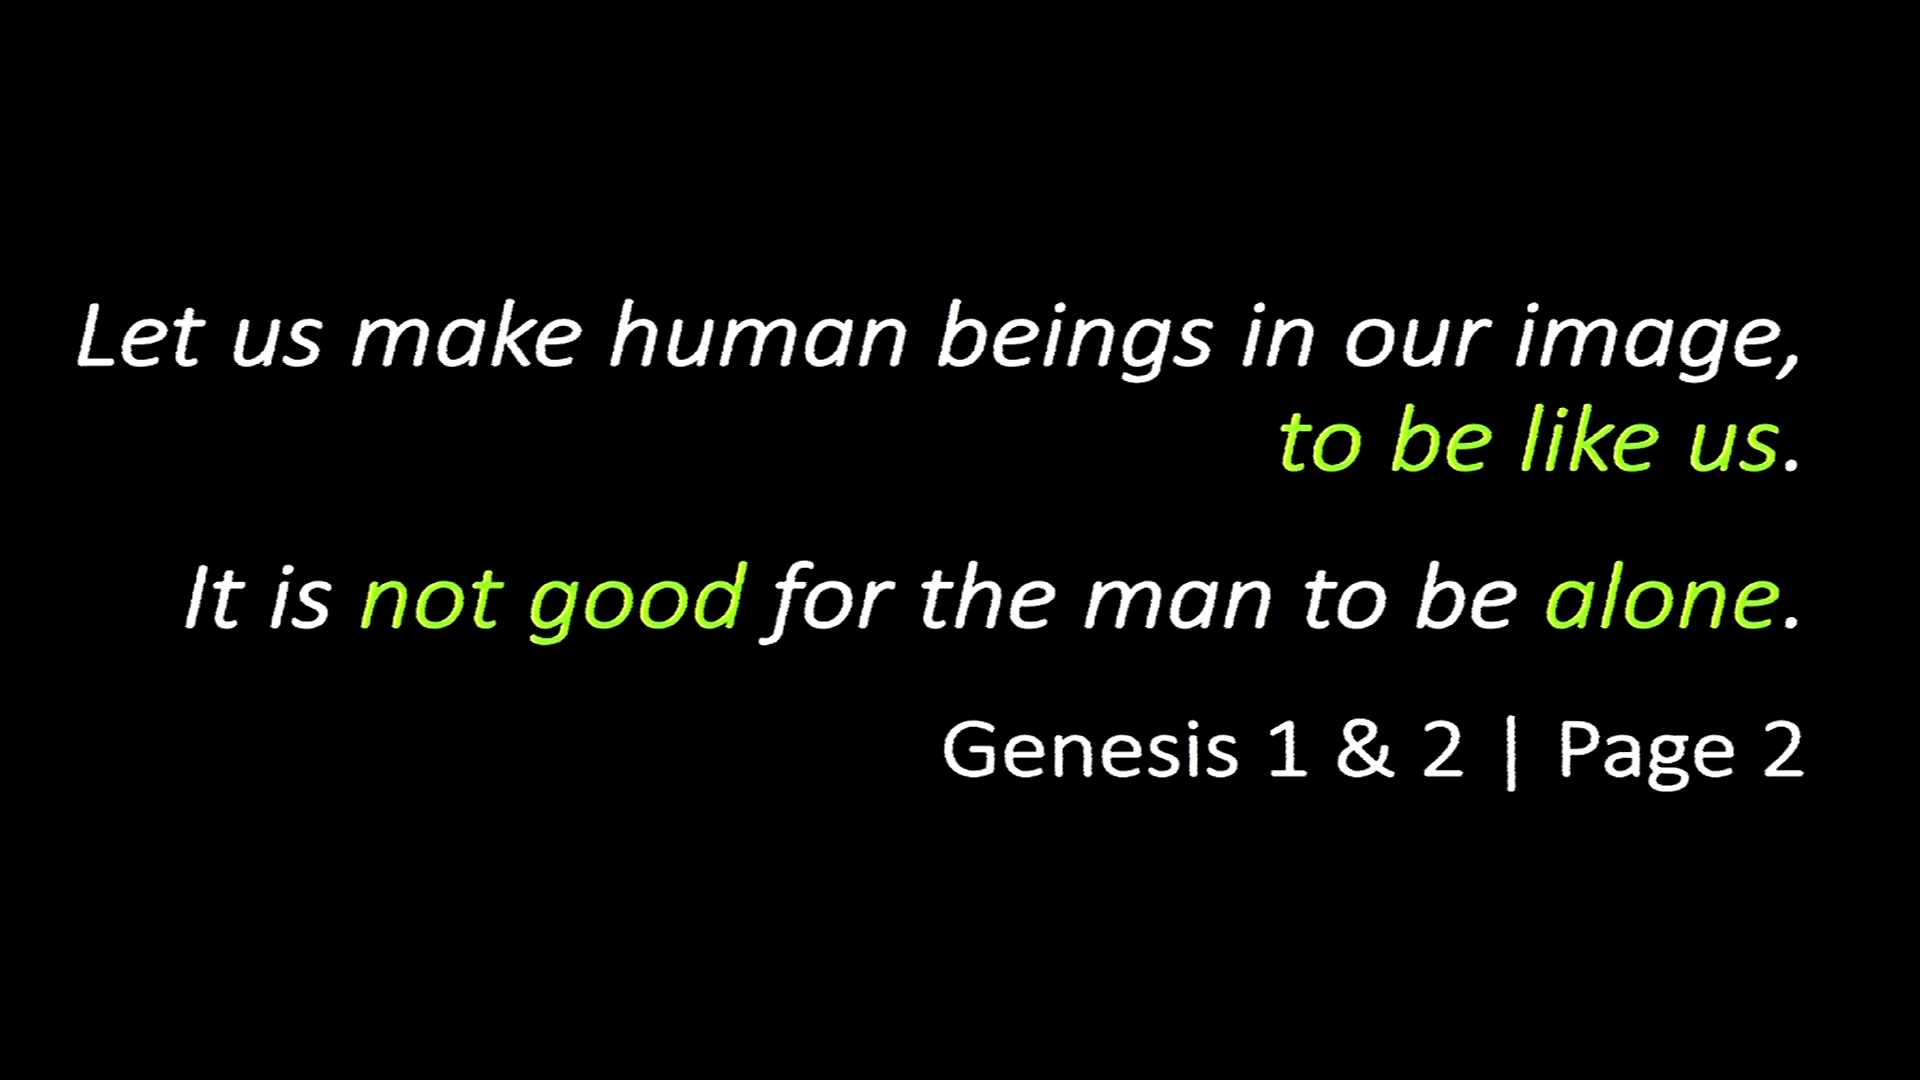 Let us make human beings in our image,
to be like us.
It is not good for the man to be alone.
Genesis 1 & 2 | Page 2